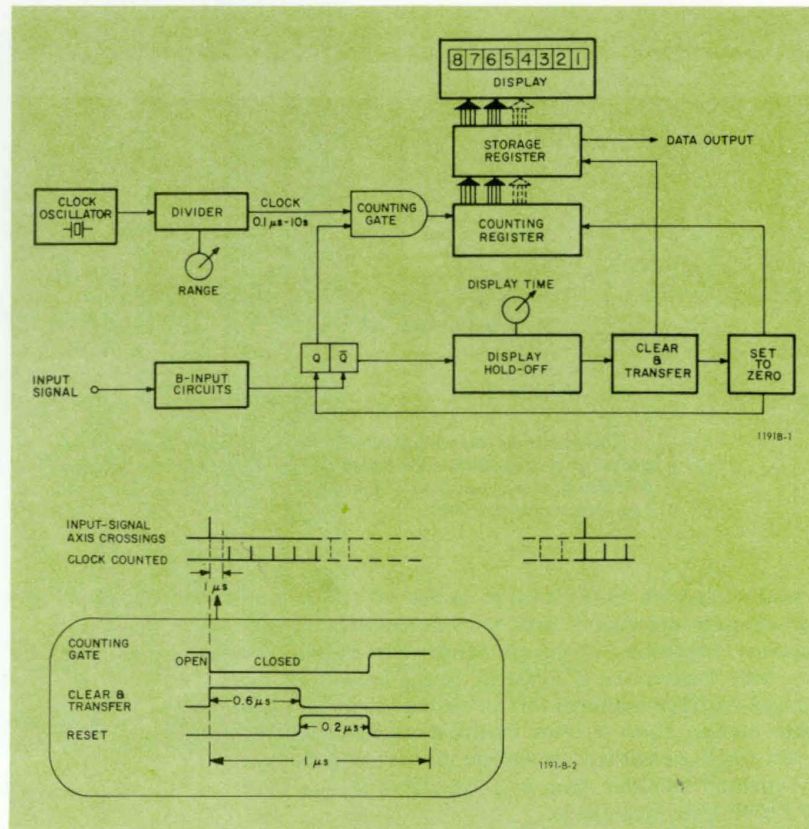 8 7 6 5 4 3 2 1
DISPLAY
STORAGE
REGISTER
DATA OUTPUT
CLOCK
OSCILLATOR
DIVIDER
CLOCK
0.1 μs-10s
COUNTING
GATE
COUNTING
REGISTER
RANGE
DISPLAY TIME
INPUT
SIGNAL
B-INPUT
CIRCUITS
Q Q̄
DISPLAY
HOLD-OFF
CLEAR
&
TRANSFER
SET
TO
ZERO
1191B-1
INPUT-SIGNAL
AXIS CROSSINGS
CLOCK COUNTED
1 μs
COUNTING
GATE
OPEN
CLOSED
CLEAR &
TRANSFER
0.6 μs
RESET
0.2 μs
1 μs
1191-B-2